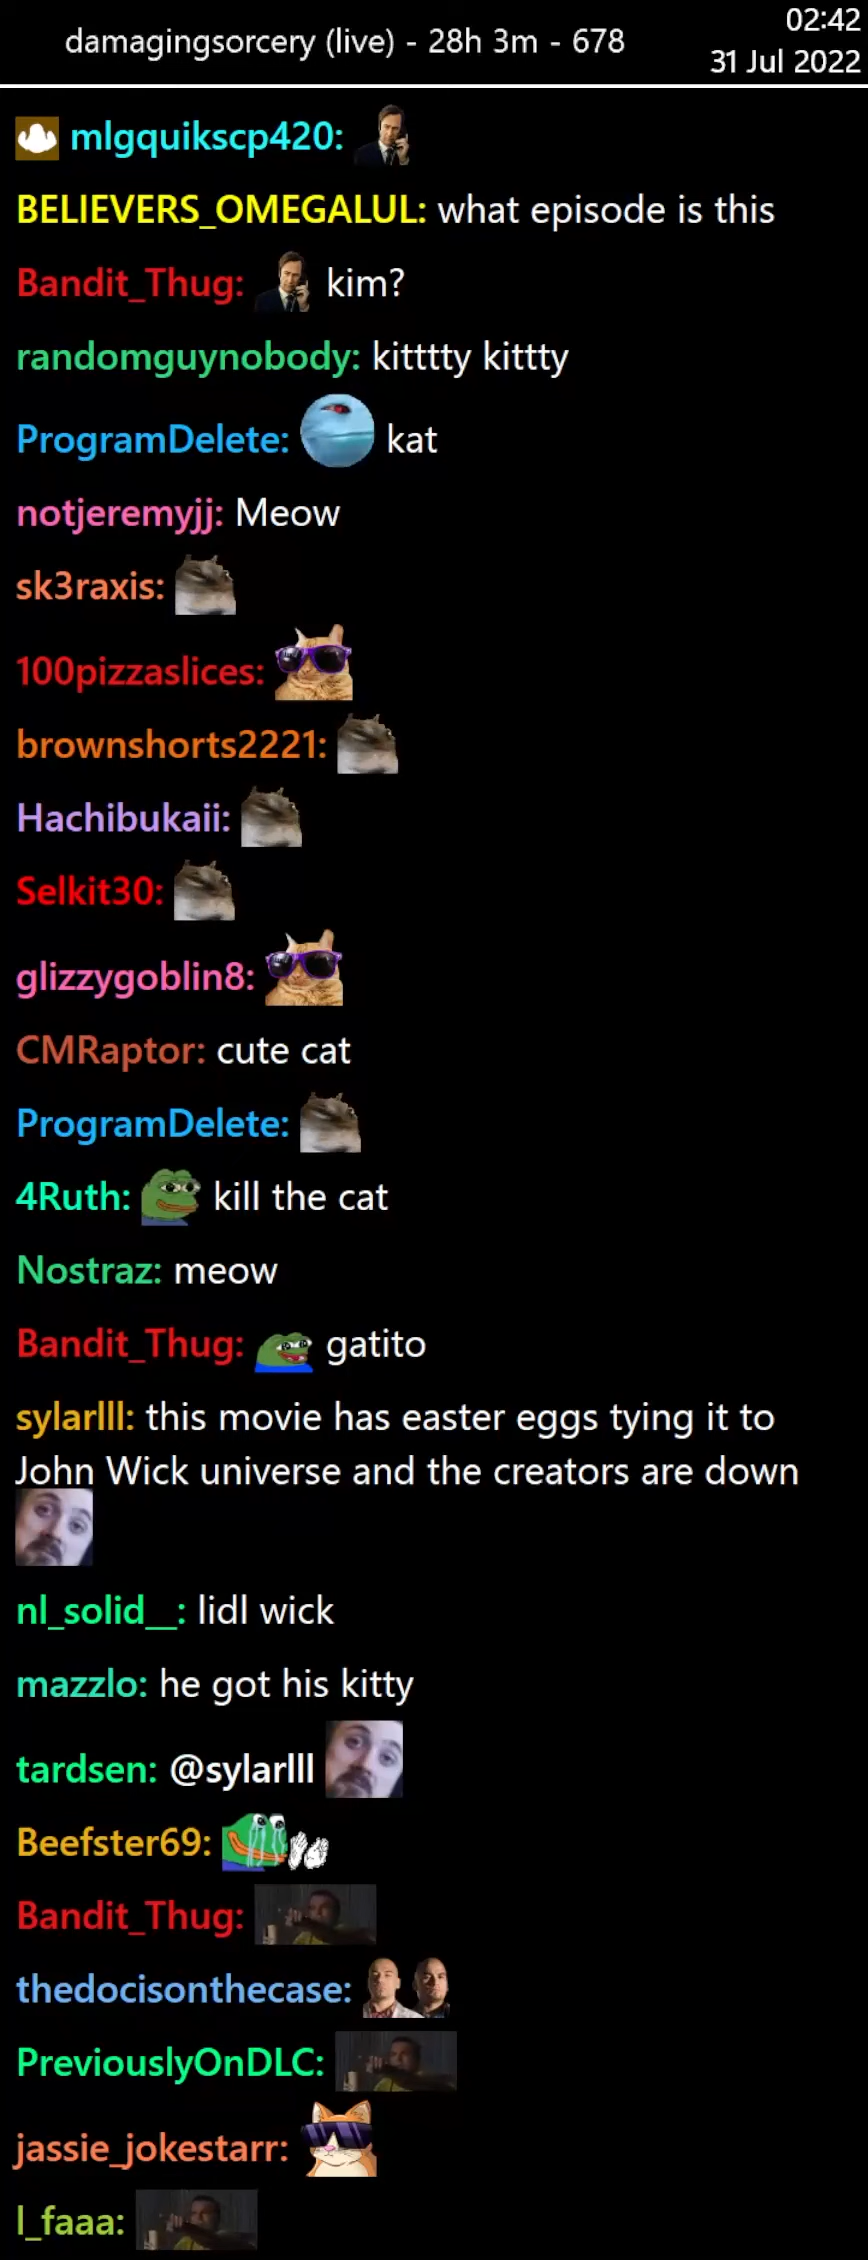 damagingsorcery (live) - 28h 3m - 678
02:42
31 Jul 2022
mlgquikscp420:
BELIEVERS_OMEGALUL: what episode is this
Bandit_Thug: kim?
randomguynobody: kitttty kittty
ProgramDelete: kat
notjeremyjj: Meow
sk3raxis:
100pizzaslices:
brownshorts2221:
Hachibukaii:
Selkit30:
glizzygoblin8:
CMRaptor: cute cat
ProgramDelete:
4Ruth: kill the cat
Nostraz: meow
Bandit_Thug: gatito
sylarlll: this movie has easter eggs tying it to
John Wick universe and the creators are down
nl_solid__: lidl wick
mazzlo: he got his kitty
tardsen: @sylarlll
Beefster69:
Bandit_Thug:
thedocisonthecase:
PreviouslyOnDLC:
jassie_jokestarr:
l_faaa: